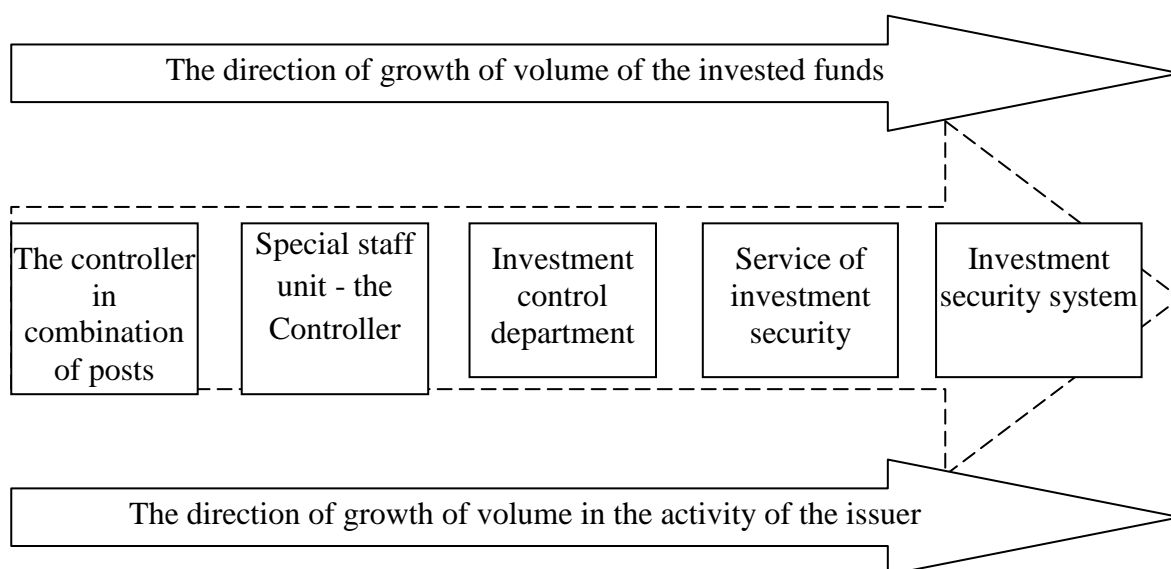 The direction of growth of volume of the invested funds
The controller
in
combination
of posts
Special staff
unit - the
Controller
Investment
control
department
Service of
investment
security
Investment
security system
The direction of growth of volume in the activity of the issuer